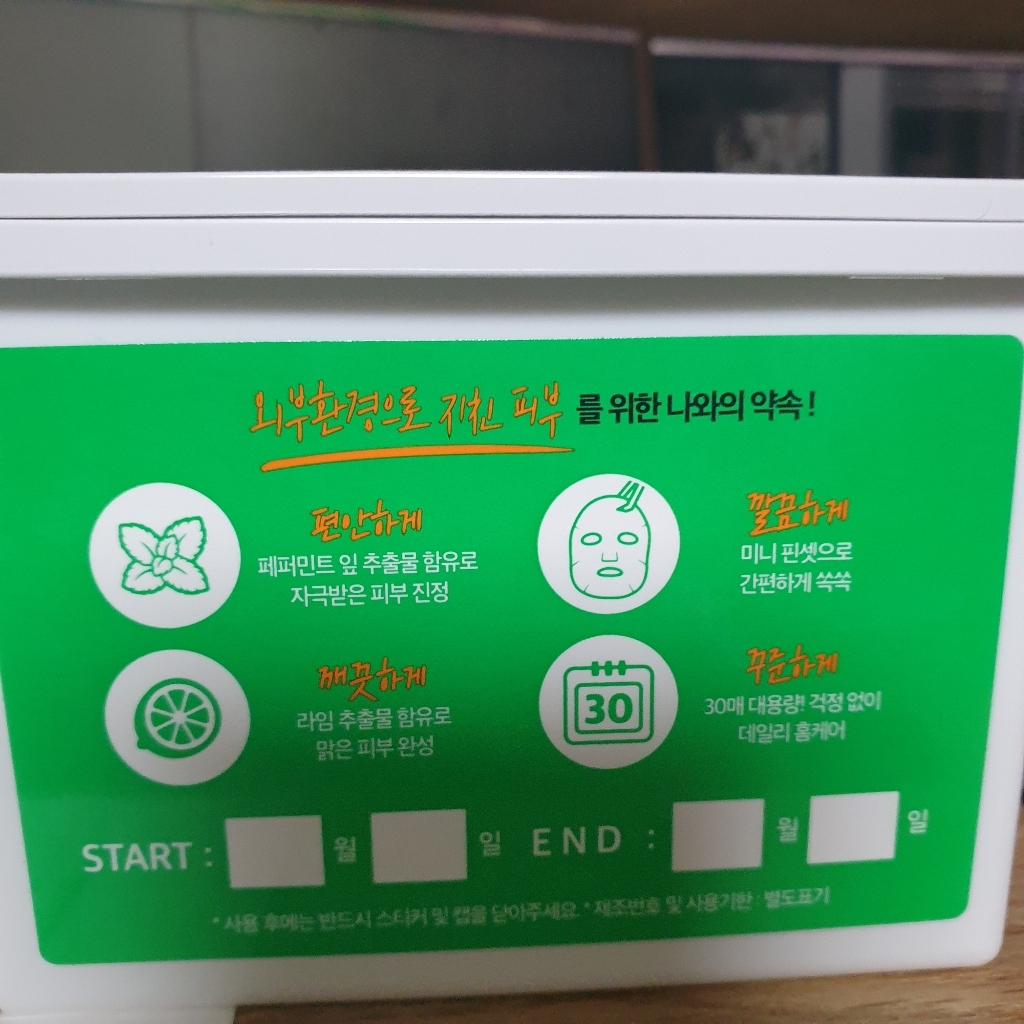 외부환경으로 지친 피부를 위한 나와의 약속!
편안하게
페퍼민트 잎 추출물 함유로
자극받은 피부 진정
깔끔하게
미니 핀셋으로
간편하게 쏙쏙
깨끗하게
라임 추출물 함유로
맑은 피부 완성
30
꾸준하게
30매 대용량! 걱정 없이
데일리 홈케어
START : 월 일 END : 월 일
* 사용 후에는 반드시 스티커 및 캡을 닫아주세요. * 제조번호 및 사용기한 : 별도표기